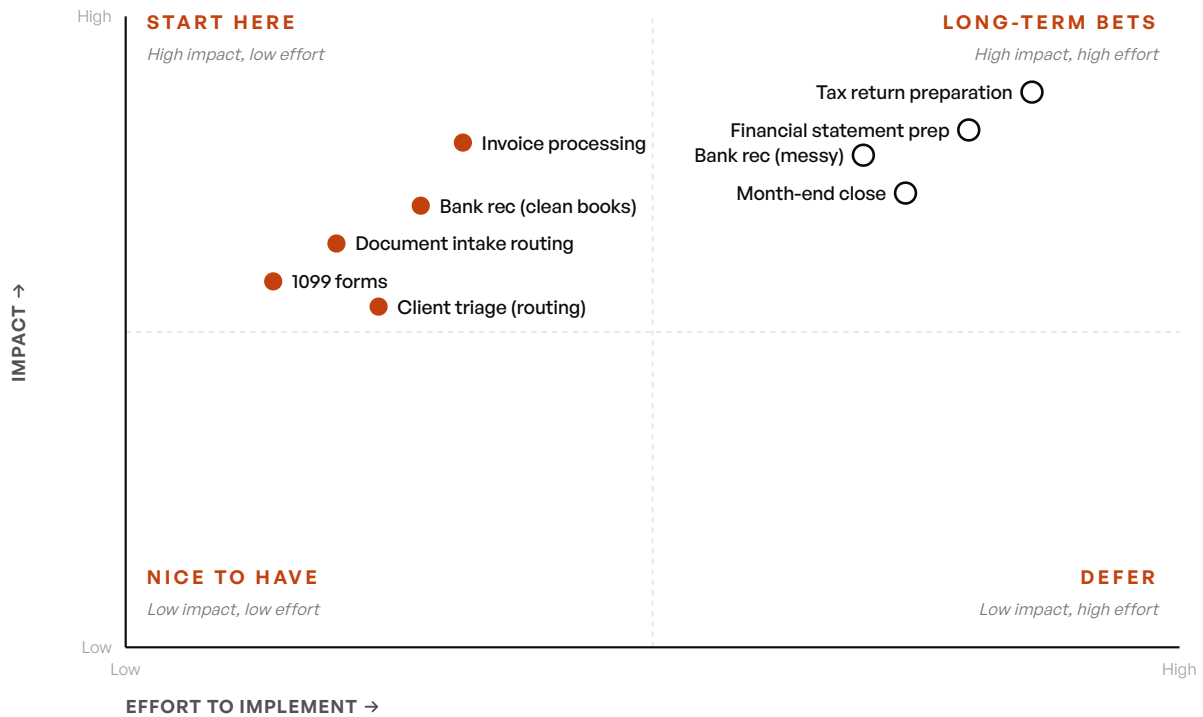 High
START HERE
High impact, low effort
LONG-TERM BETS
High impact, high effort
Tax return preparation
Financial statement prep
Invoice processing
Bank rec (messy)
Month-end close
Bank rec (clean books)
Document intake routing
1099 forms
Client triage (routing)
IMPACT →
NICE TO HAVE
Low impact, low effort
DEFER
Low impact, high effort
Low
Low
High
EFFORT TO IMPLEMENT →